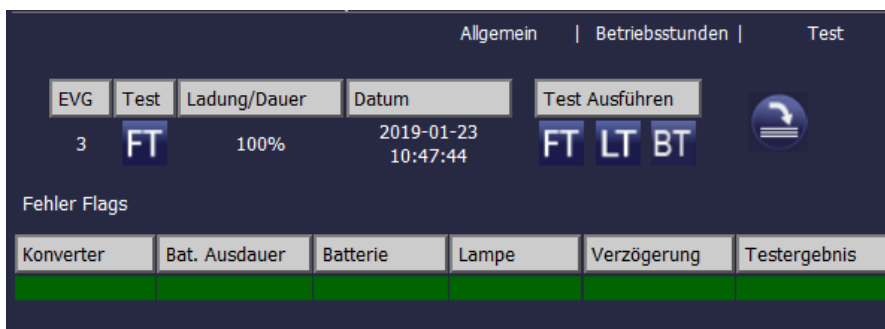 Allgemein | Betriebsstunden | Test
EVG Test Ladung/Dauer Datum Test Ausführen
3 FT 100% 2019-01-23 10:47:44 FT LT BT
Fehler Flags
Konverter Bat. Ausdauer Batterie Lampe Verzögerung Testergebnis